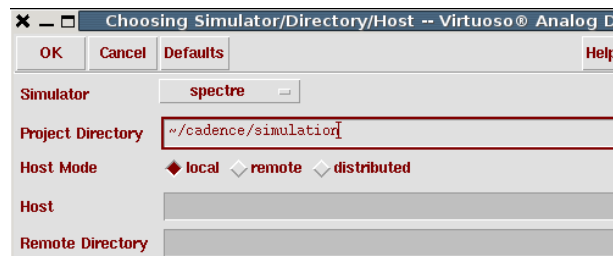 Choosing Simulator/Directory/Host -- Virtuoso® Analog D
OK Cancel Defaults Help
Simulator spectre
Project Directory ~/cadence/simulation
Host Mode local remote distributed
Host
Remote Directory